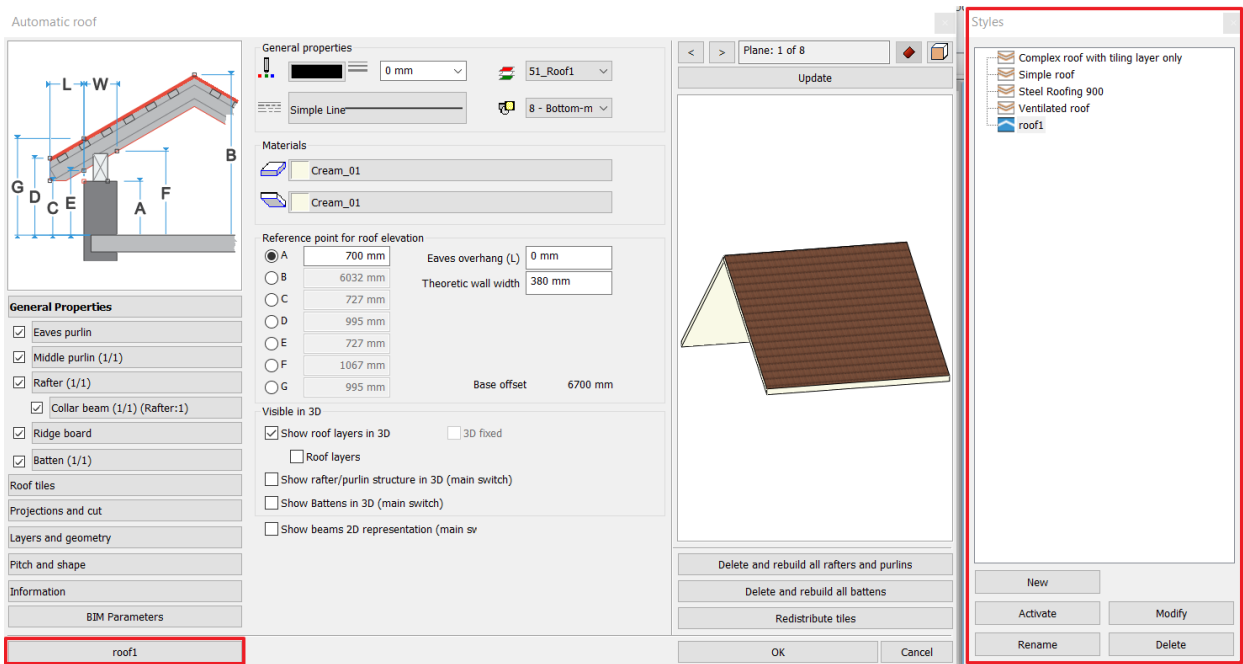 Automatic roof
L
W
B
G
D
C
E
A
F
General Properties
Eaves purlin
Middle purlin (1/1)
Rafter (1/1)
Collar beam (1/1) (Rafter:1)
Ridge board
Batten (1/1)
Roof tiles
Projections and cut
Layers and geometry
Pitch and shape
Information
BIM Parameters
roof1
General properties
0 mm
51_Roof1
Simple Line
8 - Bottom-m
Materials
Cream_01
Cream_01
Reference point for roof elevation
A 700 mm Eaves overhang (L) 0 mm
B 6032 mm Theoretic wall width 380 mm
C 727 mm
D 995 mm
E 727 mm
F 1067 mm
G 995 mm Base offset 6700 mm
Visible in 3D
Show roof layers in 3D 3D fixed
Roof layers
Show rafter/purlin structure in 3D (main switch)
Show Battens in 3D (main switch)
Show beams 2D representation (main sv
< > Plane: 1 of 8
Update
Delete and rebuild all rafters and purlins
Delete and rebuild all battens
Redistribute tiles
OK Cancel
Styles
Complex roof with tiling layer only
Simple roof
Steel Roofing 900
Ventilated roof
roof1
New
Activate Modify
Rename Delete